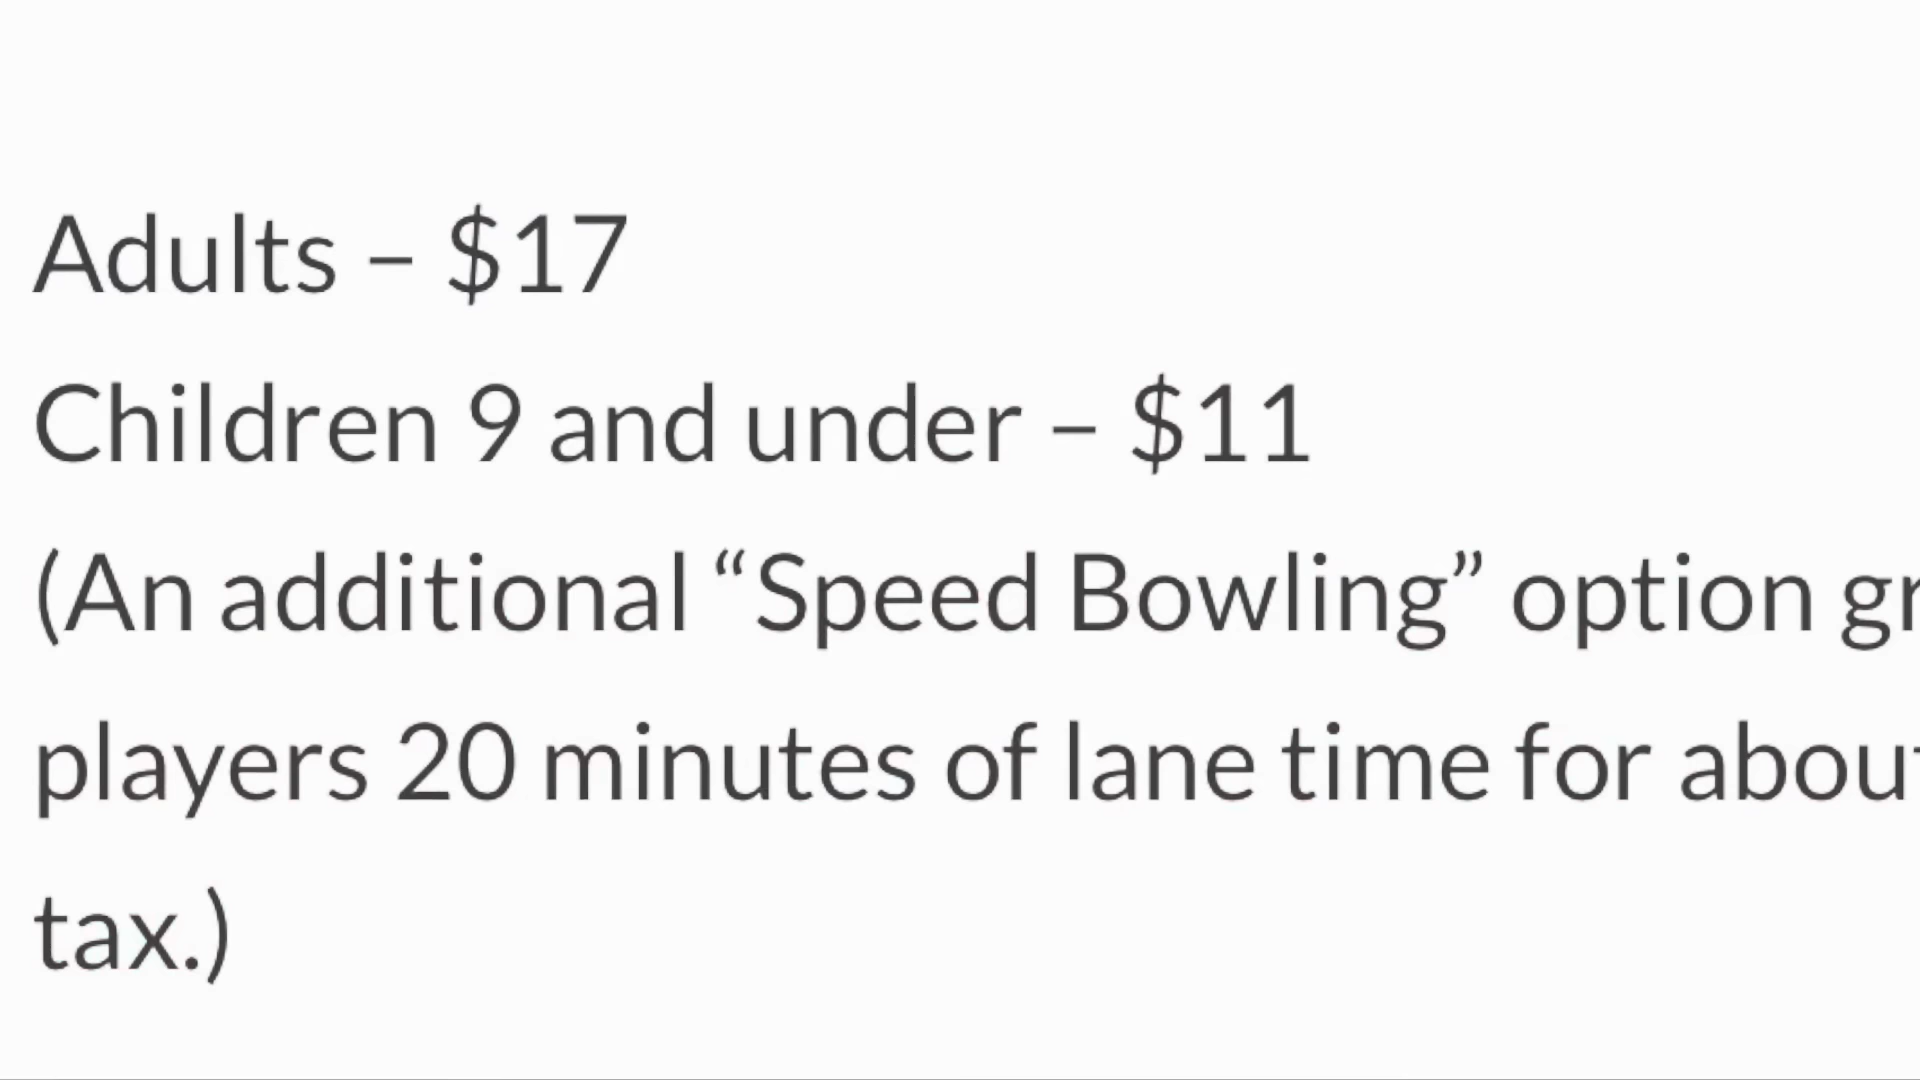 Adults – $17
Children 9 and under – $11
(An additional “Speed Bowling” option
players 20 minutes of lane time for
tax.)